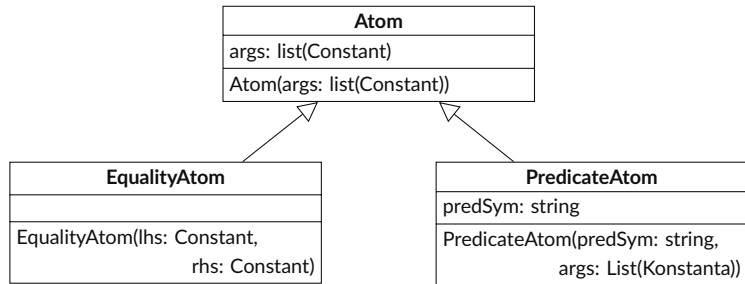 Atom
args: list(Constant)
Atom(args: list(Constant))
EqualityAtom
EqualityAtom(lhs: Constant,
rhs: Constant)
PredicateAtom
predSym: string
PredicateAtom(predSym: string,
args: List(Konstanta))